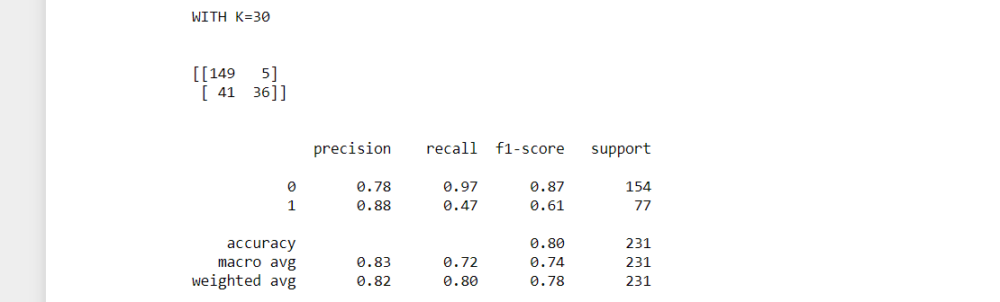 WITH K=30
[[149   5]
 [ 41  36]]
              precision    recall  f1-score   support
           0       0.78      0.97      0.87       154
           1       0.88      0.47      0.61        77
    accuracy                           0.80       231
   macro avg       0.83      0.72      0.74       231
weighted avg       0.82      0.80      0.78       231